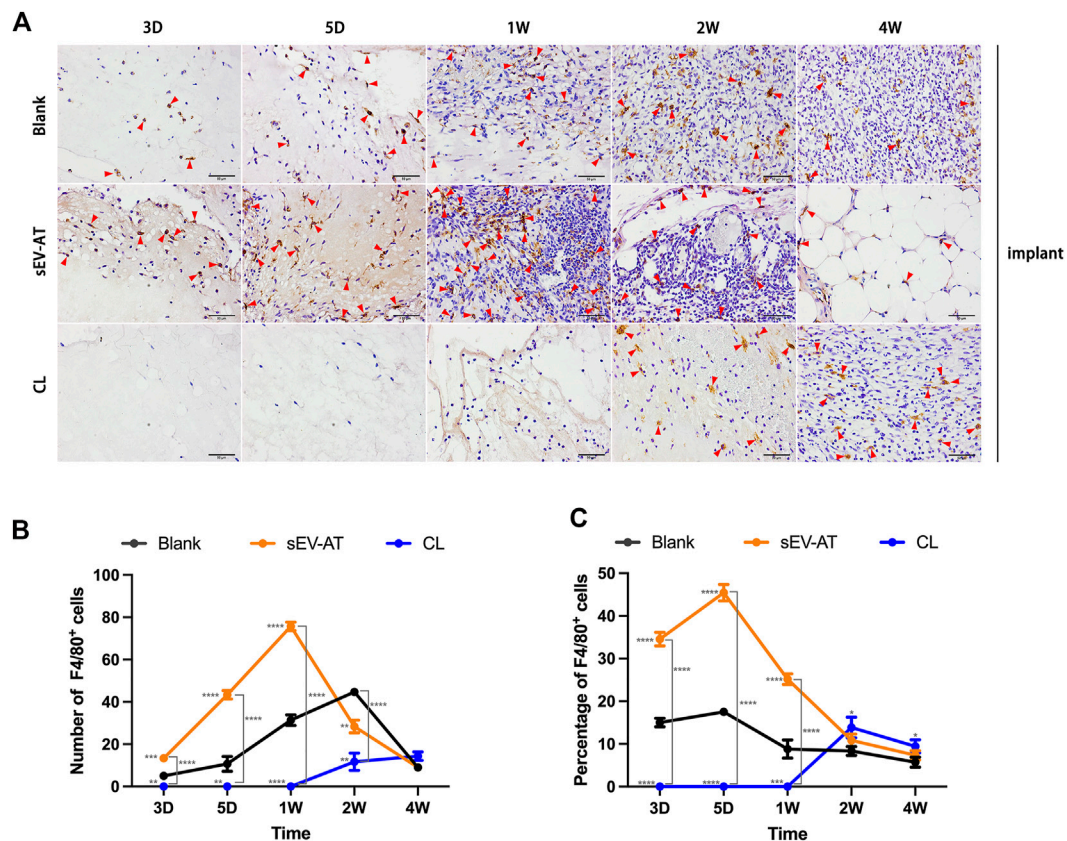 A
3D 5D 1W 2W 4W
Blank
sEV-AT
CL
implant
B
Blank sEV-AT CL
Number of F4/80+ cells
100
80
60
40
20
0
*** ** **** **** ** **** **** **** **** ** ** ****
3D 5D 1W 2W 4W
Time
C
Blank sEV-AT CL
Percentage of F4/80+ cells
50
40
30
20
10
0
**** **** **** **** **** **** **** *** **** * *
3D 5D 1W 2W 4W
Time